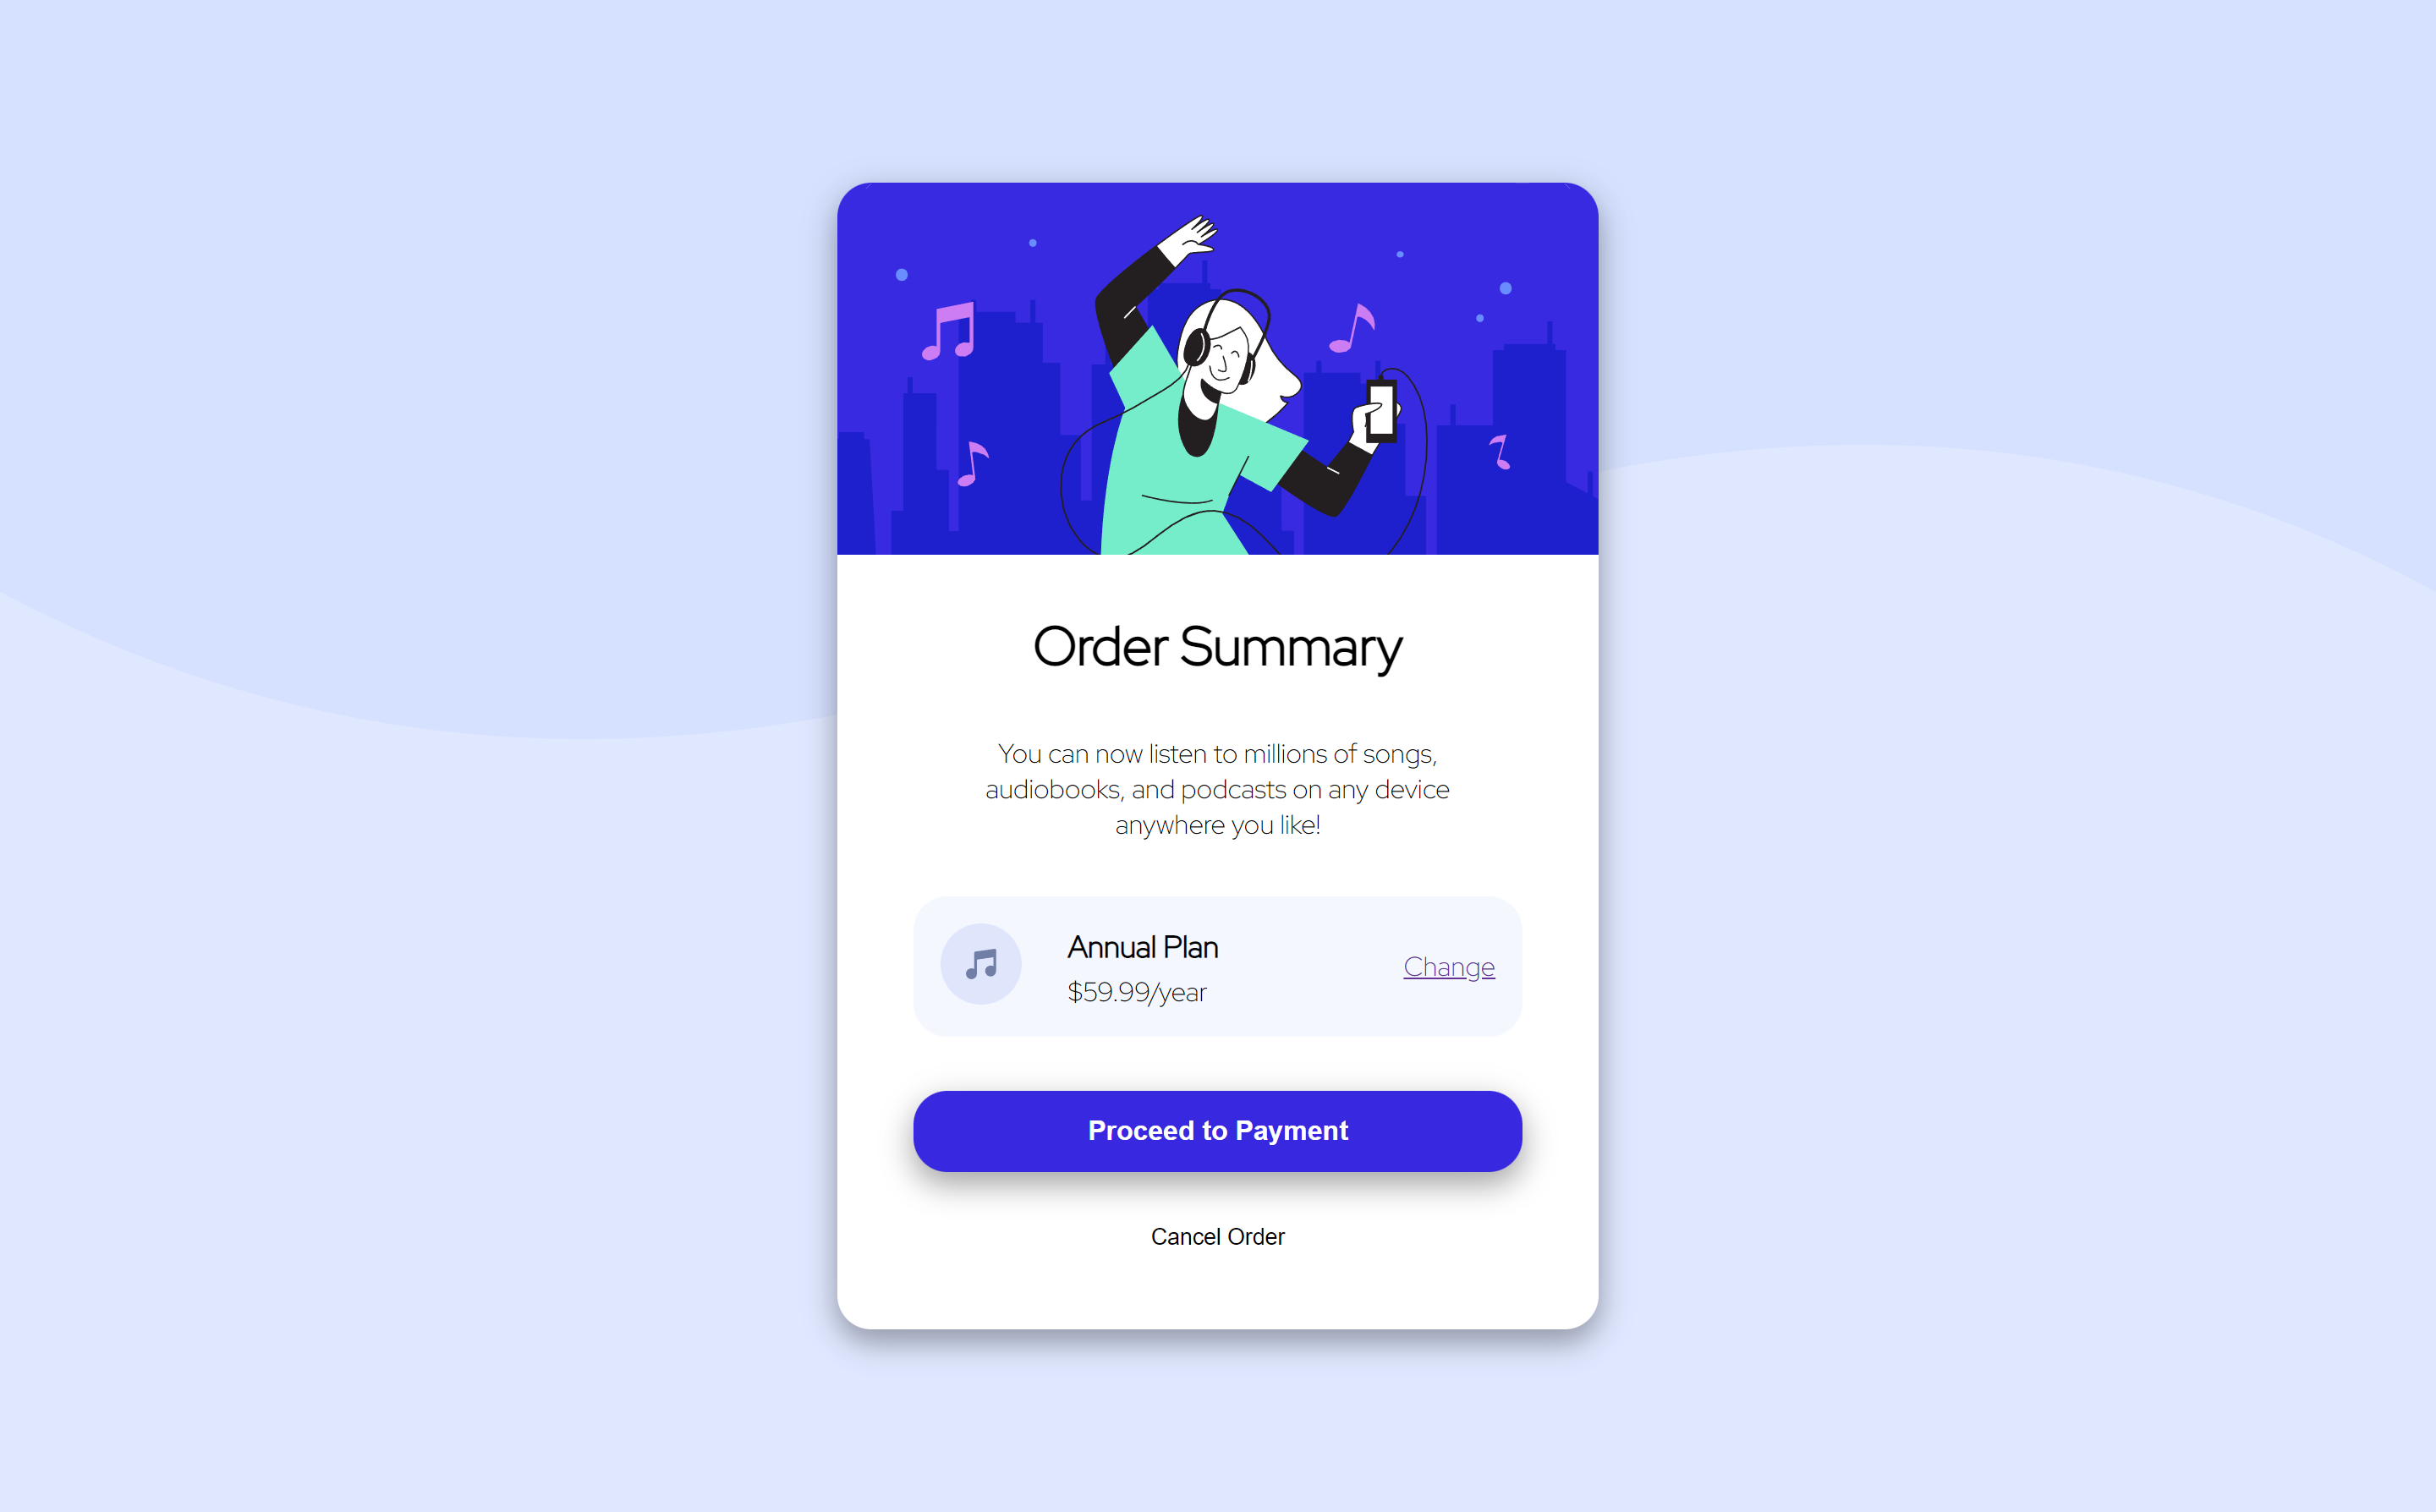 Order Summary
You can now listen to millions of songs,
audiobooks, and podcasts on any device
anywhere you like!
Annual Plan
$59.99/year
Change
Proceed to Payment
Cancel Order